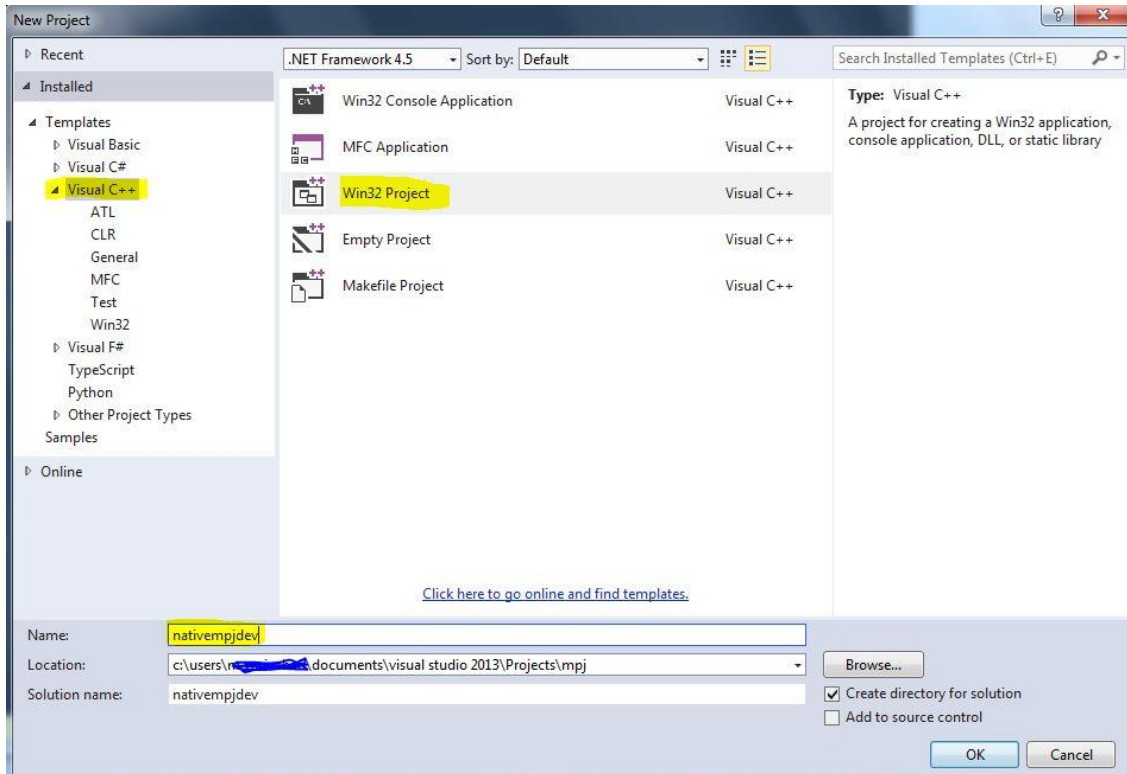 New Project
Recent
Installed
Templates
Visual Basic
Visual C#
Visual C++
ATL
CLR
General
MFC
Test
Win32
Visual F#
TypeScript
Python
Other Project Types
Samples
Online
.NET Framework 4.5 Sort by: Default
Win32 Console Application Visual C++
MFC Application Visual C++
Win32 Project Visual C++
Empty Project Visual C++
Makefile Project Visual C++
Click here to go online and find templates.
Search Installed Templates (Ctrl+E)
Type: Visual C++
A project for creating a Win32 application,
console application, DLL, or static library
Name: nativempjdev
Location: c:\users\ \documents\visual studio 2013\Projects\mpj
Browse...
Solution name: nativempjdev
Create directory for solution
Add to source control
OK Cancel